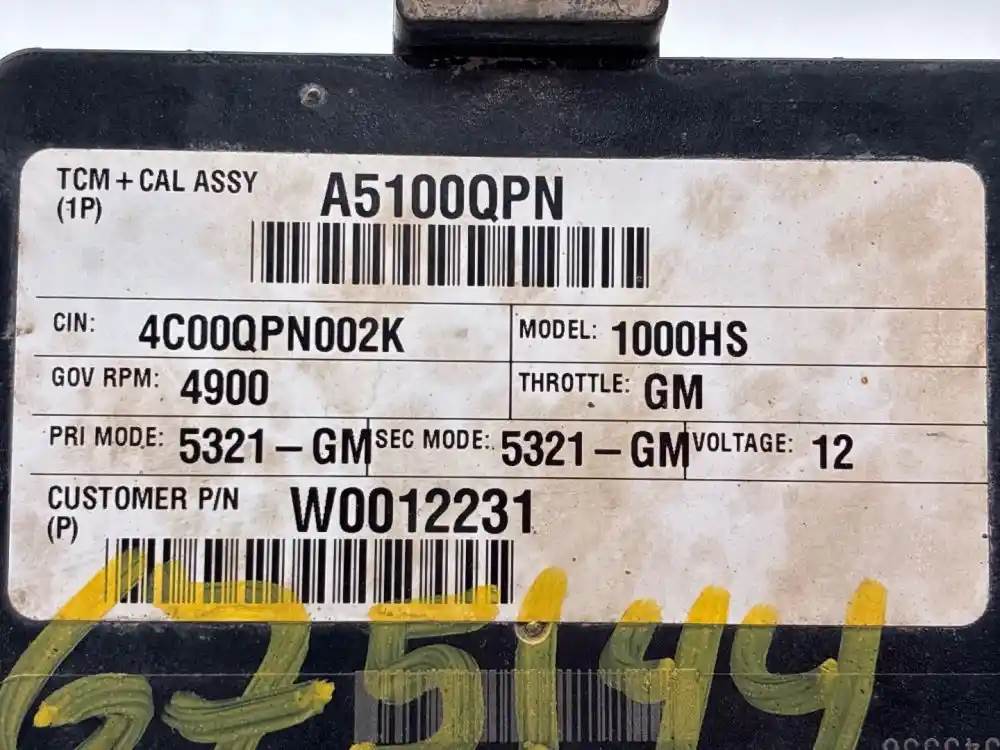 TCM + CAL ASSY A5100QPN
(1P)
CIN: 4C00QPN002K MODEL: 1000HS
GOV RPM: 4900 THROTTLE: GM
PRI MODE: 5321-GM SEC MODE: 5321-GM VOLTAGE: 12
CUSTOMER P/N W0012231
(P)
675144